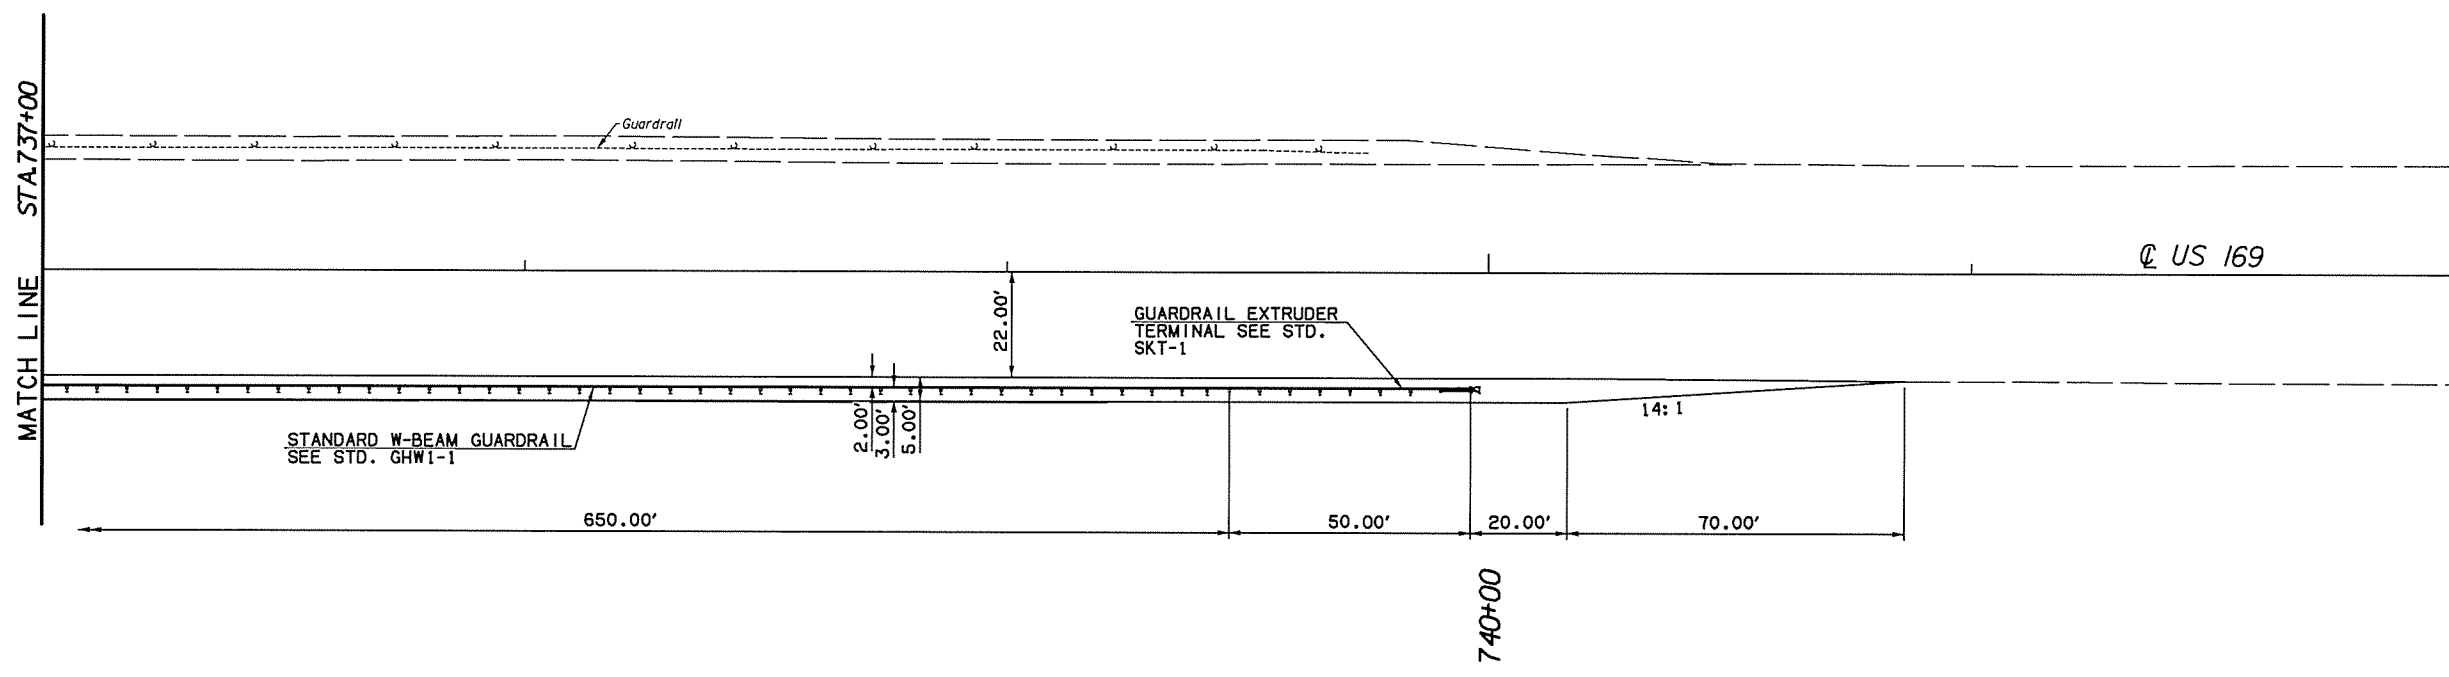 MATCH LINE STA.737+00
Guardrail
℄ US 169
22.00'
GUARDRAIL EXTRUDER
TERMINAL SEE STD.
SKT-1
2.00'
3.00'
5.00'
14:1
STANDARD W-BEAM GUARDRAIL
SEE STD. GHW1-1
650.00'
50.00'
20.00'
70.00'
740+00